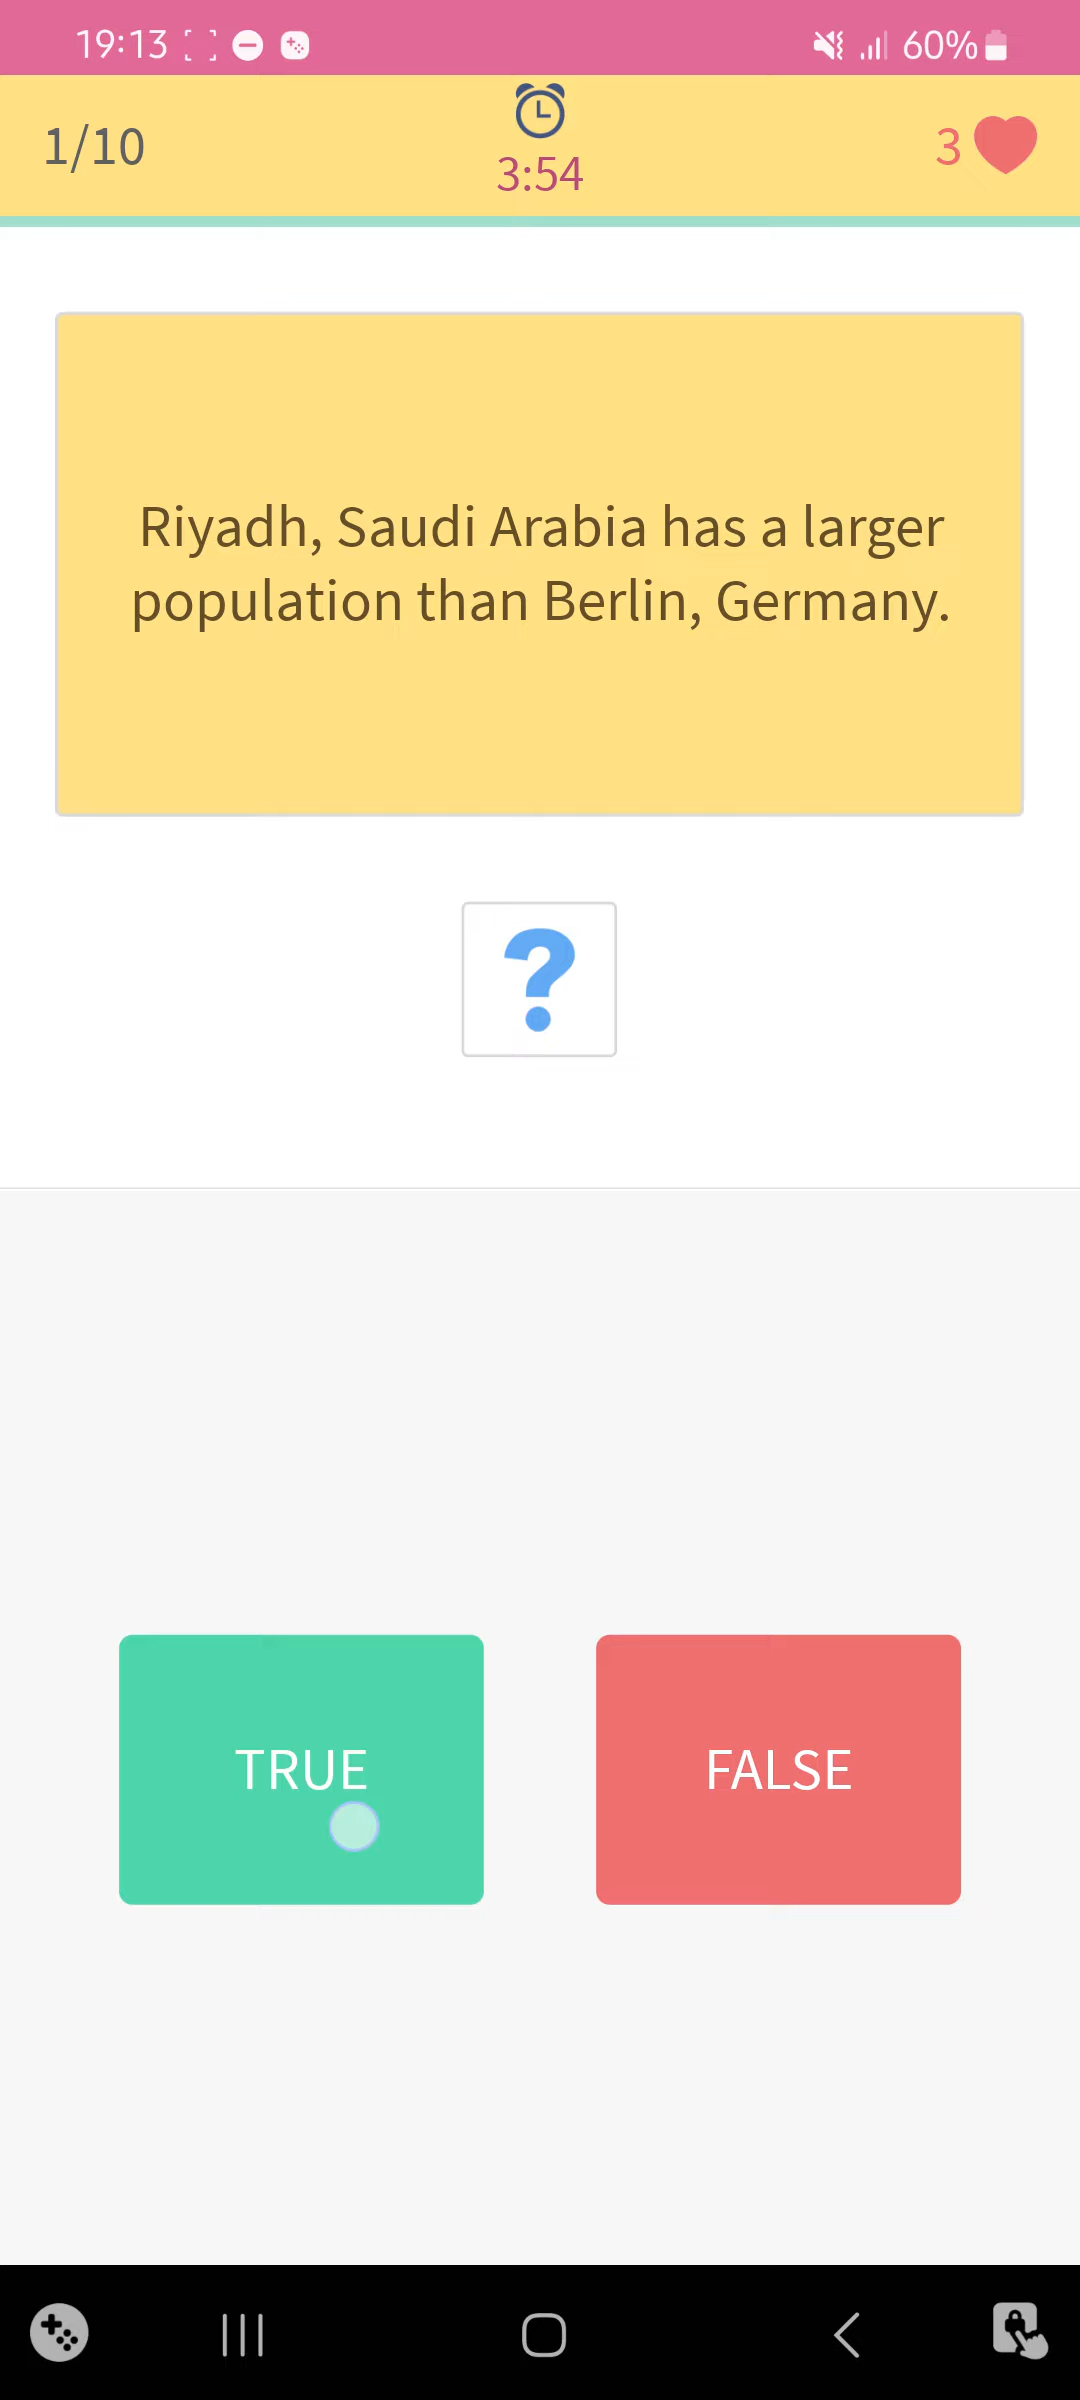 19:13 60%
1/10 3:54 3
Riyadh, Saudi Arabia has a larger
population than Berlin, Germany.
?
TRUE FALSE